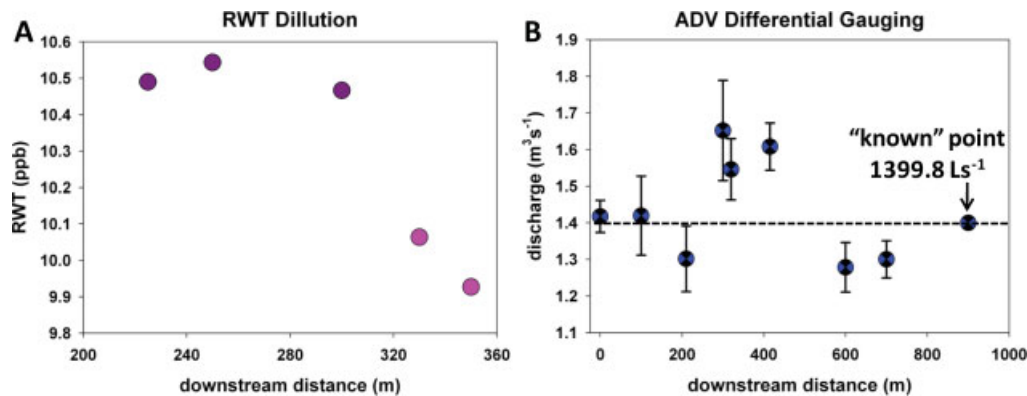 A
RWT Dillution
10.6
10.5
10.4
10.3
10.2
10.1
10.0
9.9
9.8
RWT (ppb)
200 240 280 320 360
downstream distance (m)
B
ADV Differential Gauging
1.9
1.8
1.7
1.6
1.5
1.4
1.3
1.2
1.1
discharge (m³s⁻¹)
“known” point
1399.8 Ls⁻¹
0 200 400 600 800 1000
downstream distance (m)